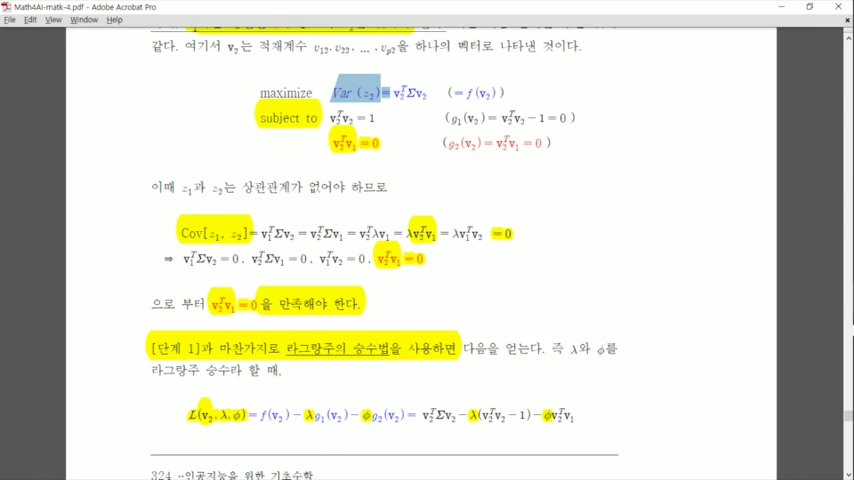 Math4AI-matk-4.pdf - Adobe Acrobat Pro
File Edit View Window Help
같다. 여기서 v₂는 적재계수 v₁₂, v₂₂, … , vₚ₂을 하나의 벡터로 나타낸 것이다.
maximize Var(z₂)= v₂ᵀΣv₂ (= f(v₂))
subject to v₂ᵀv₂ = 1 (g₁(v₂) = v₂ᵀv₂ − 1 = 0)
v₂ᵀv₁ = 0 (g₂(v₂) = v₂ᵀv₁ = 0)
이때 z₁과 z₂는 상관관계가 없어야 하므로
Cov[z₁, z₂] = v₁ᵀΣv₂ = v₂ᵀΣv₁ = v₂ᵀλv₁ = λv₂ᵀv₁ = λv₁ᵀv₂ = 0
⇒ v₁ᵀΣv₂ = 0, v₂ᵀΣv₁ = 0, v₁ᵀv₂ = 0, v₂ᵀv₁ = 0
으로 부터 v₂ᵀv₁ = 0 을 만족해야 한다.
[단계 1]과 마찬가지로 라그랑주의 승수법을 사용하면 다음을 얻는다. 즉 λ와 ϕ를
라그랑주 승수라 할 때,
L(v₂, λ, ϕ) = f(v₂) − λg₁(v₂) − ϕg₂(v₂) = v₂ᵀΣv₂ − λ(v₂ᵀv₂ − 1) − ϕv₂ᵀv₁
324 ··인공지능을 위한 기초수학